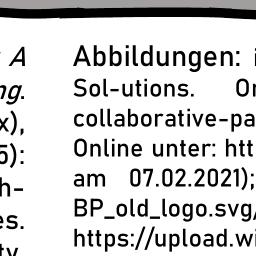 A
ng.
x),
5):
h-
es.
ty
Abbildungen:
Sol-utions.
collaborative-pa
Online unter: htt
am 07.02.2021);
BP_old_logo.svg/
https://upload.wi